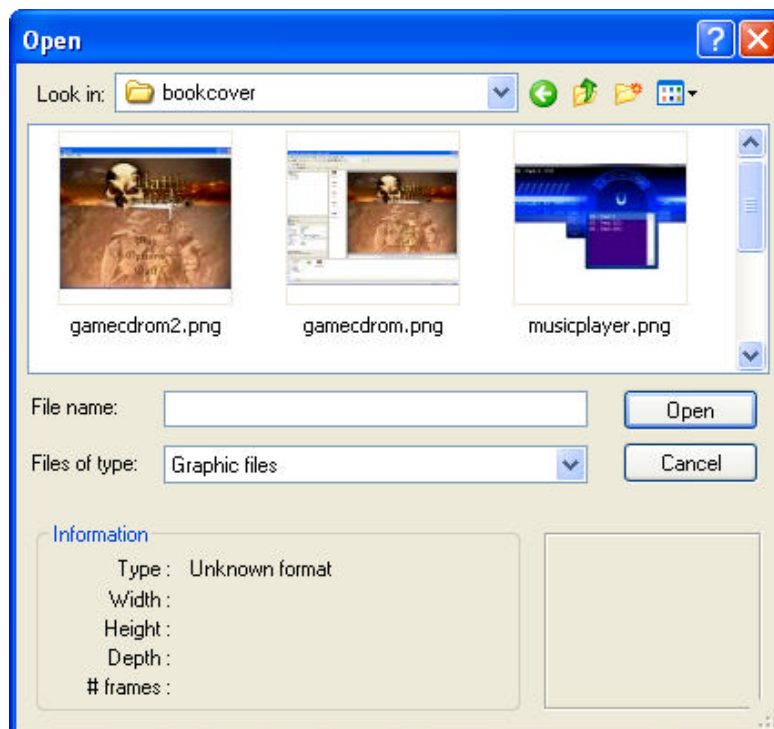 Open
Look in: bookcover
gamecdrom2.png gamecdrom.png musicplayer.png
File name: Open
Files of type: Graphic files Cancel
Information
Type : Unknown format
Width :
Height :
Depth :
# frames :